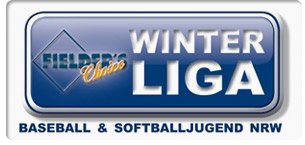 FIELDER'S
Choice
WINTER
LIGA
BASEBALL & SOFTBALLJUGEND NRW